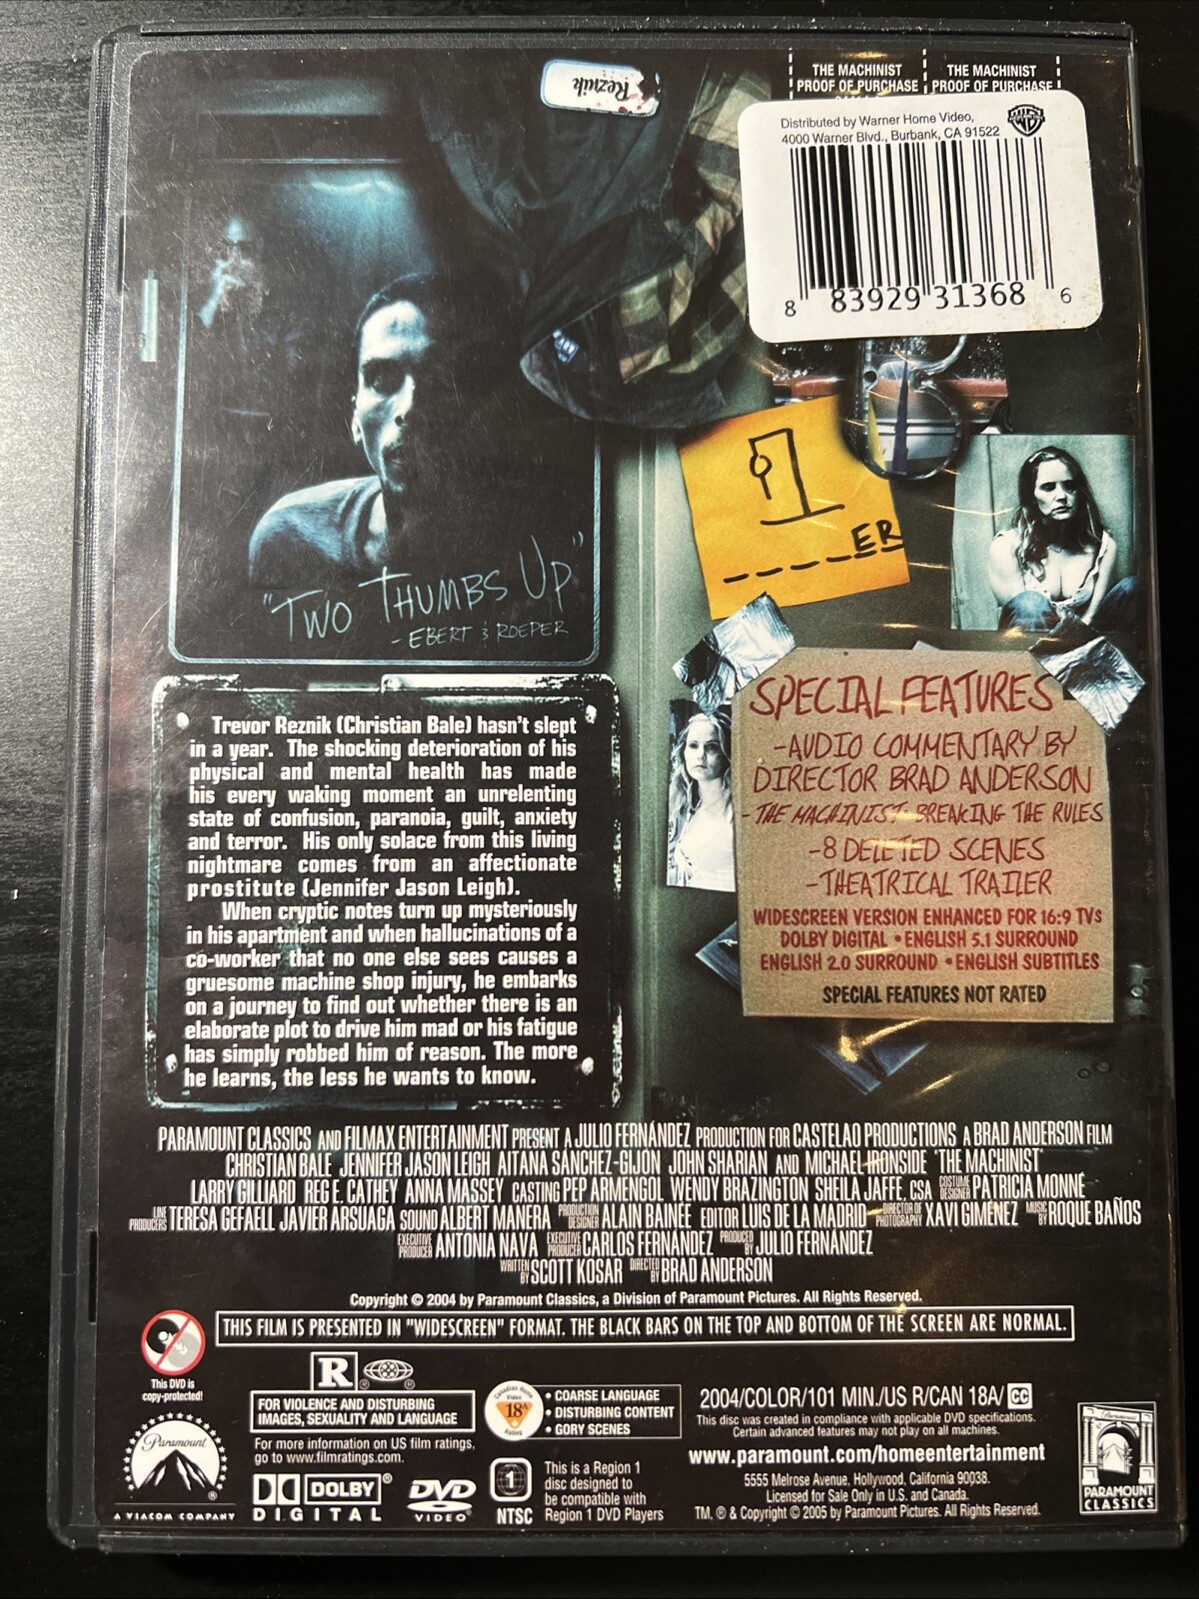 Reznik
THE MACHINIST
PROOF OF PURCHASE
THE MACHINIST
PROOF OF PURCHASE
Distributed by Warner Home Video,
4000 Warner Blvd., Burbank, CA 91522
8 83929 31368 6
ER
"TWO THUMBS UP"
- EBERT & ROEPER
Trevor Reznik (Christian Bale) hasn't slept
in a year. The shocking deterioration of his
physical and mental health has made
his every waking moment an unrelenting
state of confusion, paranoia, guilt, anxiety
and terror. His only solace from this living
nightmare comes from an affectionate
prostitute (Jennifer Jason Leigh).
When cryptic notes turn up mysteriously
in his apartment and when hallucinations of a
co-worker that no one else sees causes a
gruesome machine shop injury, he embarks
on a journey to find out whether there is an
elaborate plot to drive him mad or his fatigue
has simply robbed him of reason. The more
he learns, the less he wants to know.
SPECIAL FEATURES
-AUDIO COMMENTARY BY
DIRECTOR BRAD ANDERSON
- THE MACHINIST: BREAKING THE RULES
-8 DELETED SCENES
-THEATRICAL TRAILER
WIDESCREEN VERSION ENHANCED FOR 16:9 TVs
DOLBY DIGITAL • ENGLISH 5.1 SURROUND
ENGLISH 2.0 SURROUND • ENGLISH SUBTITLES
SPECIAL FEATURES NOT RATED
PARAMOUNT CLASSICS AND FILMAX ENTERTAINMENT PRESENT A JULIO FERNÁNDEZ PRODUCTION FOR CASTELAO PRODUCTIONS A BRAD ANDERSON FILM
CHRISTIAN BALE JENNIFER JASON LEIGH AITANA SÁNCHEZ-GIJON JOHN SHARIAN AND MICHAEL IRONSIDE "THE MACHINIST"
LARRY GILLIARD REG E. CATHEY ANNA MASSEY CASTING PEP ARMENGOL WENDY BRAZINGTON SHEILA JAFFE, CSA COSTUME DESIGNER PATRICIA MONNÉ
LINE PRODUCERS TERESA GEFAELL JAVIER ARSUAGA SOUND ALBERT MANERA PRODUCTION DESIGNER ALAIN BAINÉE EDITOR LUIS DE LA MADRID DIRECTOR OF PHOTOGRAPHY XAVI GIMÉNEZ MUSIC BY ROQUE BAÑOS
EXECUTIVE PRODUCER ANTONIA NAVA EXECUTIVE PRODUCER CARLOS FERNÁNDEZ PRODUCED BY JULIO FERNÁNDEZ
WRITTEN BY SCOTT KOSAR DIRECTED BY BRAD ANDERSON
Copyright © 2004 by Paramount Classics, a Division of Paramount Pictures. All Rights Reserved.
THIS FILM IS PRESENTED IN "WIDESCREEN" FORMAT. THE BLACK BARS ON THE TOP AND BOTTOM OF THE SCREEN ARE NORMAL.
This DVD is
copy-protected!
R
FOR VIOLENCE AND DISTURBING
IMAGES, SEXUALITY AND LANGUAGE
For more information on US film ratings,
go to www.filmratings.com.
Canadian Home
Video
18A
Rating
• COARSE LANGUAGE
• DISTURBING CONTENT
• GORY SCENES
2004/COLOR/101 MIN./US R/CAN 18A/ CC
This disc was created in compliance with applicable DVD specifications.
Certain advanced features may not play on all machines.
www.paramount.com/homeentertainment
5555 Melrose Avenue, Hollywood, California 90038.
Licensed for Sale Only in U.S. and Canada.
TM, ® & Copyright © 2005 by Paramount Pictures. All Rights Reserved.
Paramount
A VIACOM COMPANY
DOLBY
DIGITAL
DVD
VIDEO
1
NTSC
This is a Region 1
disc designed to
be compatible with
Region 1 DVD Players
PARAMOUNT
CLASSICS